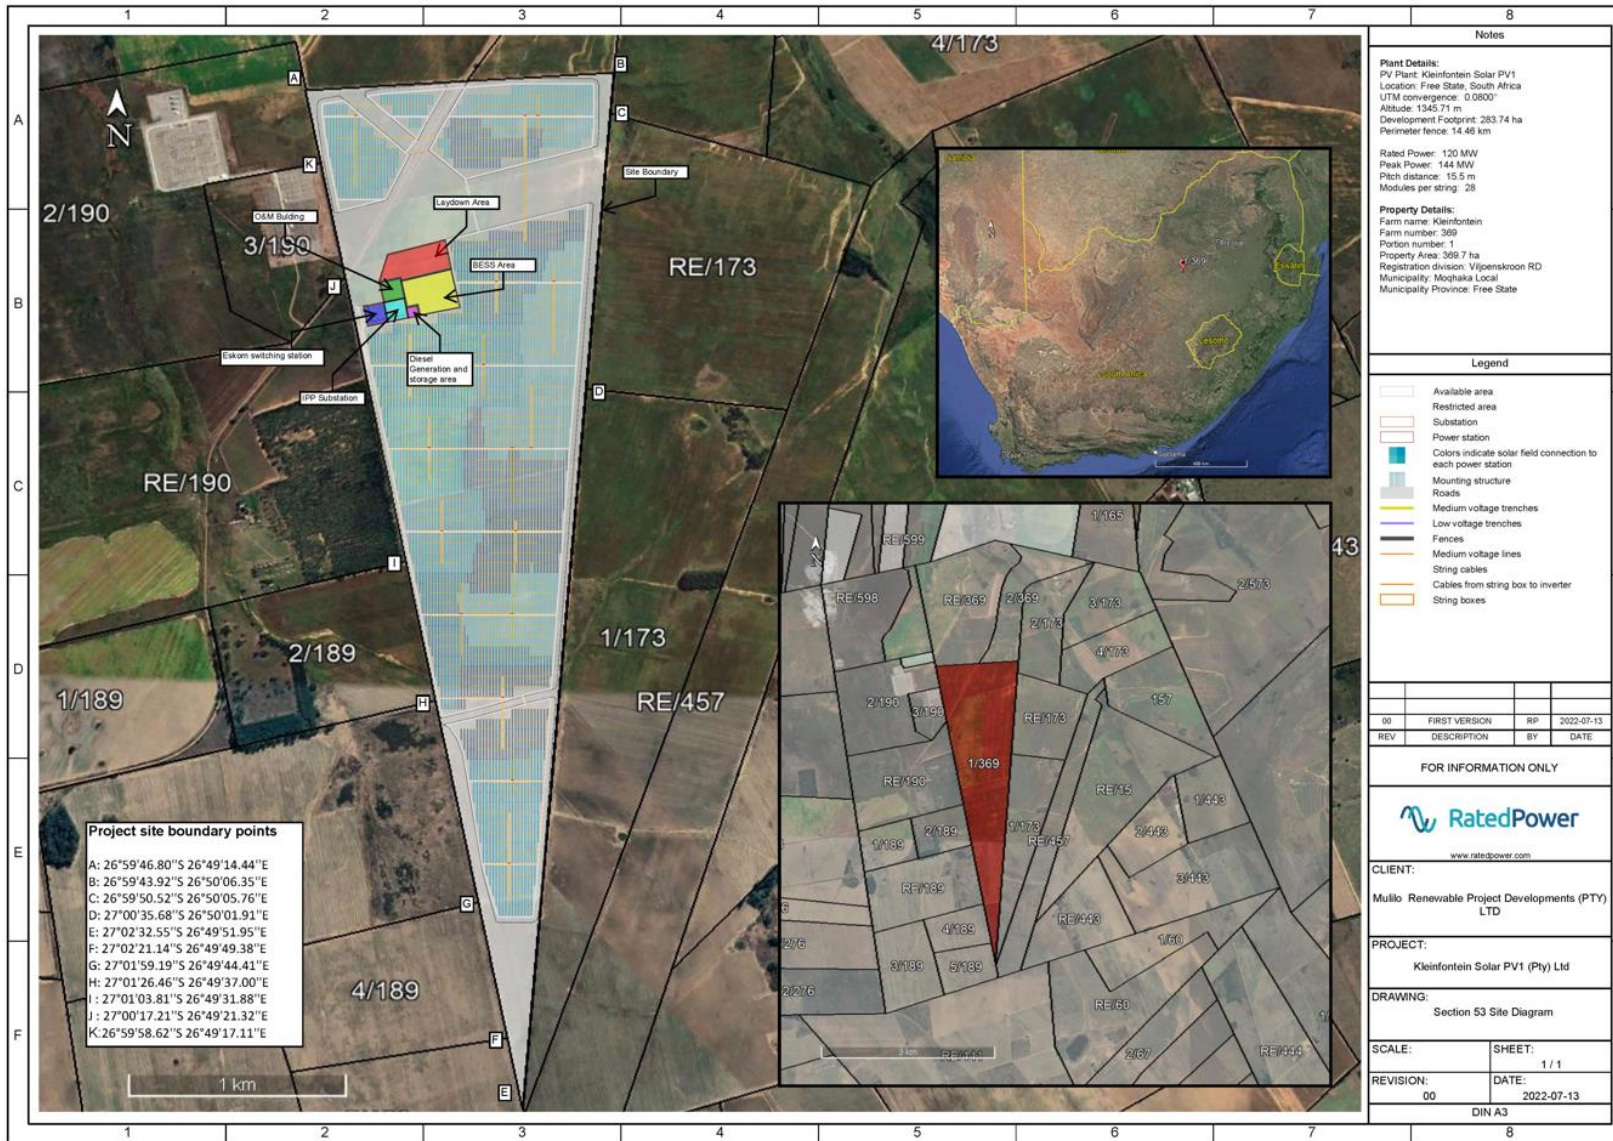 1 2 3 4 5 6 7 8
A
B
C
D
E
F
A
B
C
D
E
F
G
H
I
J
K
N
4/173
2/190
3/190
RE/173
RE/190
2/189
1/189
1/173
RE/457
4/189
43
O&M Bulding
Laydown Area
Site Boundary
BESS Area
Eskom switching station
IPP Substation
Diesel
Generation and
storage area
Project site boundary points
A: 26°59'46.80''S 26°49'14.44''E
B: 26°59'43.92''S 26°50'06.35''E
C: 26°59'50.52''S 26°50'05.76''E
D: 27°00'35.68''S 26°50'01.91''E
E: 27°02'32.55''S 26°49'51.95''E
F: 27°02'21.14''S 26°49'49.38''E
G: 27°01'59.19''S 26°49'44.41''E
H: 27°01'26.46''S 26°49'37.00''E
I : 27°01'03.81''S 26°49'31.88''E
J : 27°00'17.21''S 26°49'21.32''E
K:26°59'58.62''S 26°49'17.11''E
1 km
Namibia
1/369
Eswatini
Lesotho
South Africa
RE/599
1/165
RE/598
RE/369
2/369
3/173
2/573
2/173
4/173
2/190
3/190
RE/173
157
1/369
RE/190
RE/15
1/443
2/189
1/173
1/189
RE/457
2/443
RE/189
3/443
4/189
RE/443
1/60
2/276
3/189
5/189
RE/60
3 km
RE/441
2/67
RE/444
Notes
Plant Details:
PV Plant: Kleinfontein Solar PV1
Location: Free State, South Africa
UTM convergence: 0.0800°
Altitude: 1345.71 m
Development Footprint: 283.74 ha
Perimeter fence: 14.46 km
Rated Power: 120 MW
Peak Power: 144 MW
Pitch distance: 15.5 m
Modules per string: 28
Property Details:
Farm name: Kleinfontein
Farm number: 369
Portion number: 1
Property Area: 369.7 ha
Registration division: Viljoenskroon RD
Municipality: Moqhaka Local
Municipality Province: Free State
Legend
Available area
Restricted area
Substation
Power station
Colors indicate solar field connection to
each power station
Mounting structure
Roads
Medium voltage trenches
Low voltage trenches
Fences
Medium voltage lines
String cables
Cables from string box to inverter
String boxes
00 FIRST VERSION RP 2022-07-13
REV DESCRIPTION BY DATE
FOR INFORMATION ONLY
RatedPower
www.ratedpower.com
CLIENT:
Mulilo Renewable Project Developments (PTY)
LTD
PROJECT:
Kleinfontein Solar PV1 (Pty) Ltd
DRAWING:
Section 53 Site Diagram
SCALE: SHEET:
1 / 1
REVISION: DATE:
00 2022-07-13
DIN A3
1 2 3 4 5 6 7 8